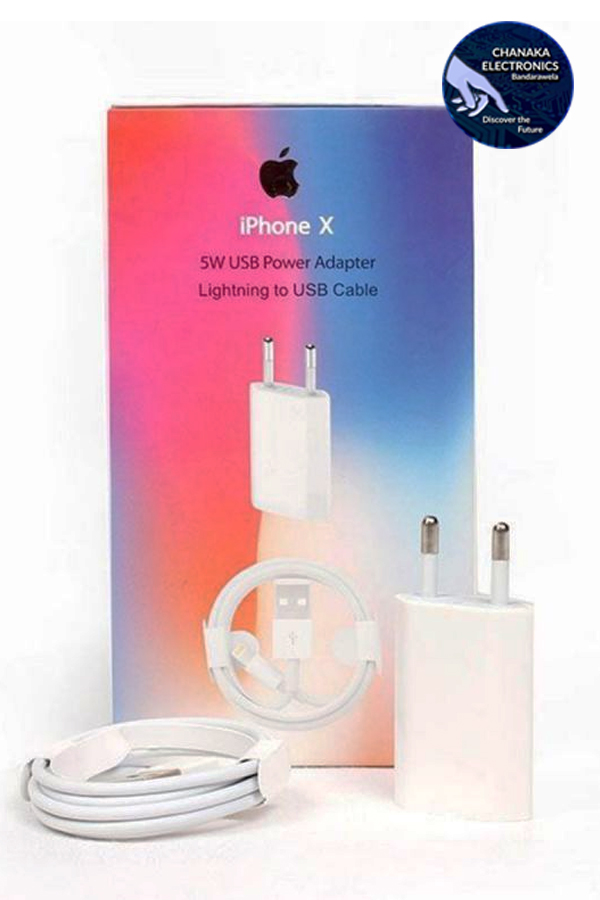 CHANAKA
ELECTRONICS
Bandarawela
Discover the
Future
iPhone X
5W USB Power Adapter
Lightning to USB Cable